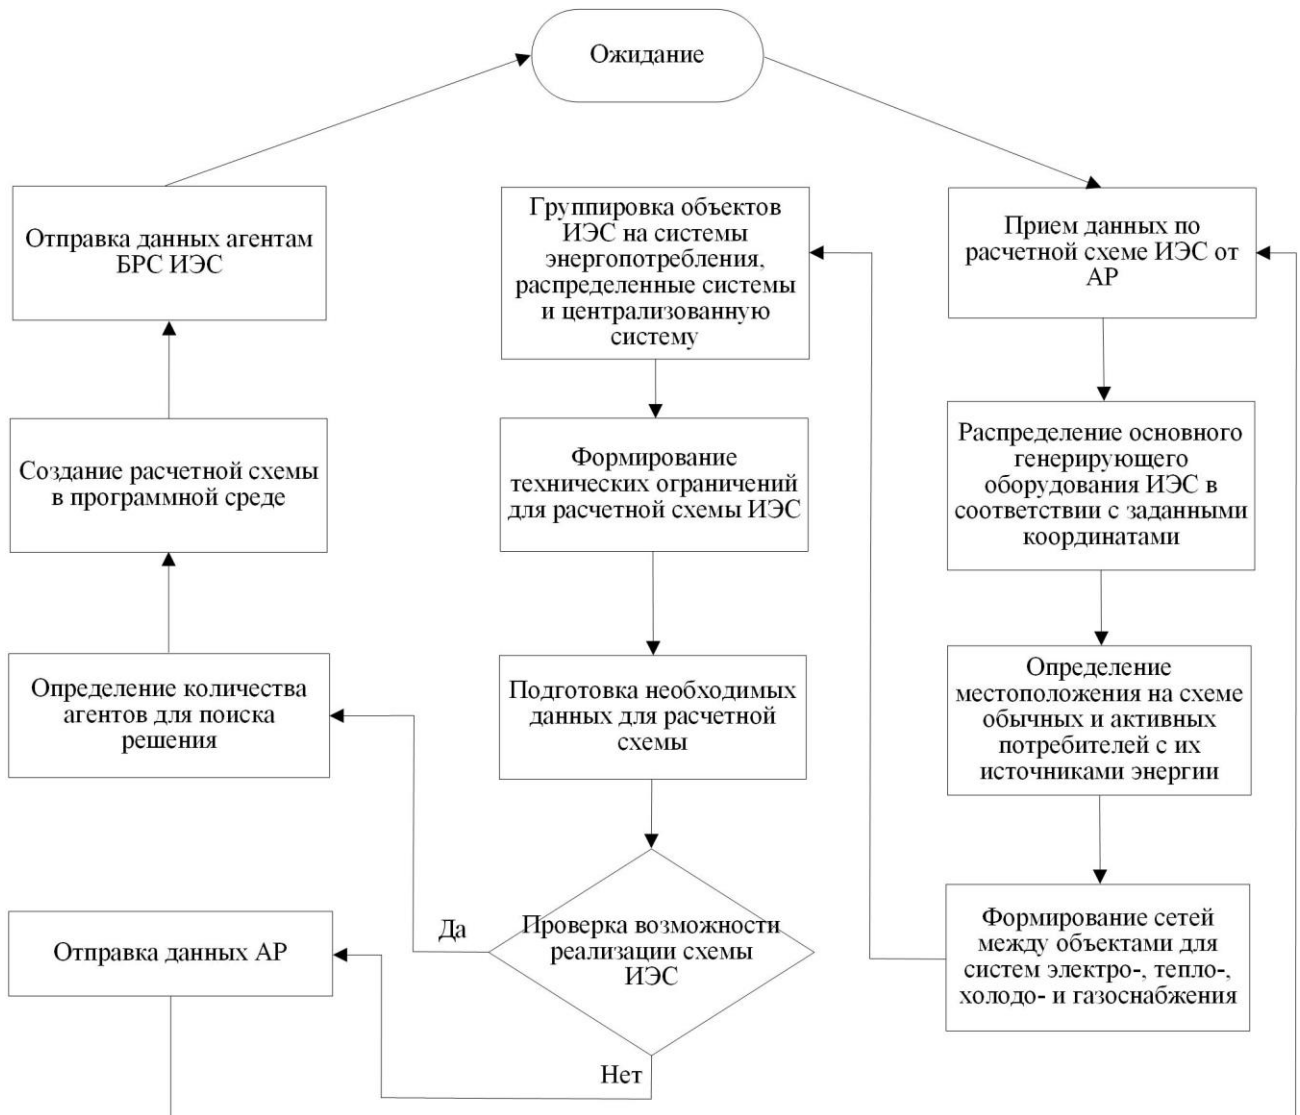 Ожидание
Отправка данных агентам
БРС ИЭС
Группировка объектов
ИЭС на системы
энергопотребления,
распределенные системы
и централизованную
систему
Прием данных по
расчетной схеме ИЭС от
АР
Создание расчетной схемы
в программной среде
Формирование
технических ограничений
для расчетной схемы ИЭС
Распределение основного
генерирующего
оборудования ИЭС в
соответствии с заданными
координатами
Определение количества
агентов для поиска
решения
Подготовка необходимых
данных для расчетной
схемы
Определение
местоположения на схеме
обычных и активных
потребителей с их
источниками энергии
Отправка данных АР
Да
Проверка возможности
реализации схемы
ИЭС
Нет
Формирование сетей
между объектами для
систем электро-, тепло-,
холодо- и газоснабжения